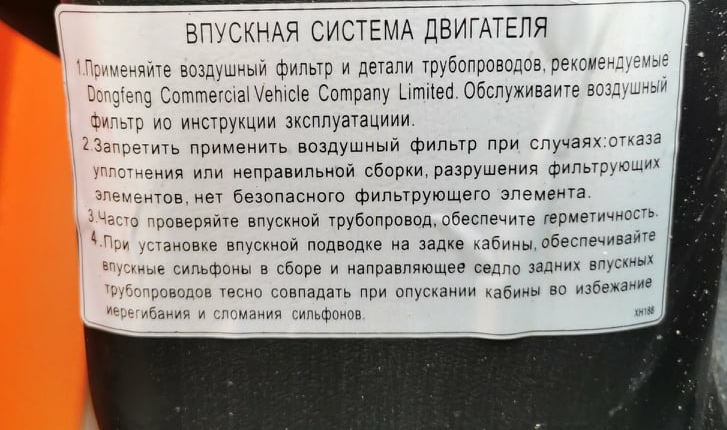 ВПУСКНАЯ СИСТЕМА ДВИГАТЕЛЯ
1.Применяйте воздушный фильтр и детали трубопроводов, рекомендуемые
Dongfeng Commercial Vehicle Company Limited. Обслуживаите воздушный
фильтр ио инструкции зксплуатациии.
2.Запретить применить воздушный фильтр при случаях:отказа
уплотнения или неправильной сборки, разрушения фильтрующих
элементов, нет безопасного фильтрующего элемента.
3.Часто проверяйте впускной трубопровод, обеспечите герметичность.
4.При установке впускной подводке на задке кабины, обеспечивайте
впускные сильфоны в сборе и направляющее седло задних впускных
трубопроводов тесно совпадать при опускании кабины во избежание
иерегибания и сломания сильфонов.
XH186